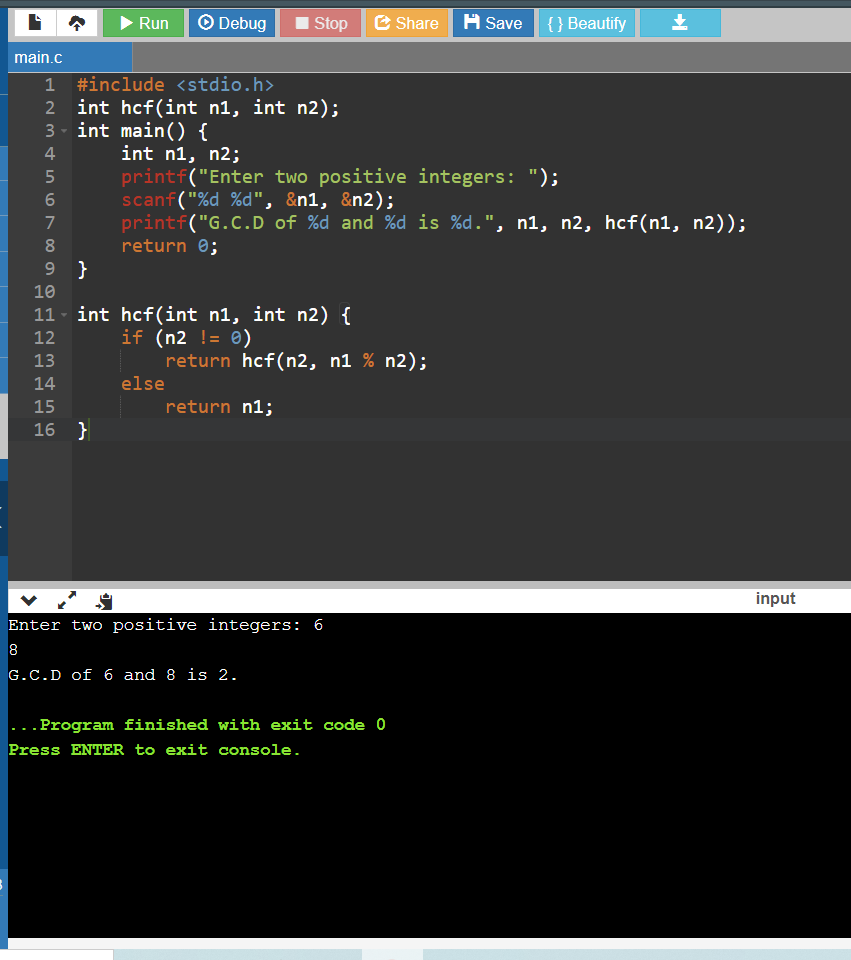 Run Debug Stop Share Save { } Beautify
main.c
1 #include <stdio.h>
2 int hcf(int n1, int n2);
3 int main() {
4     int n1, n2;
5     printf("Enter two positive integers: ");
6     scanf("%d %d", &n1, &n2);
7     printf("G.C.D of %d and %d is %d.", n1, n2, hcf(n1, n2));
8     return 0;
9 }
10
11 int hcf(int n1, int n2) {
12     if (n2 != 0)
13         return hcf(n2, n1 % n2);
14     else
15         return n1;
16 }
input
Enter two positive integers: 6
8
G.C.D of 6 and 8 is 2.
...Program finished with exit code 0
Press ENTER to exit console.